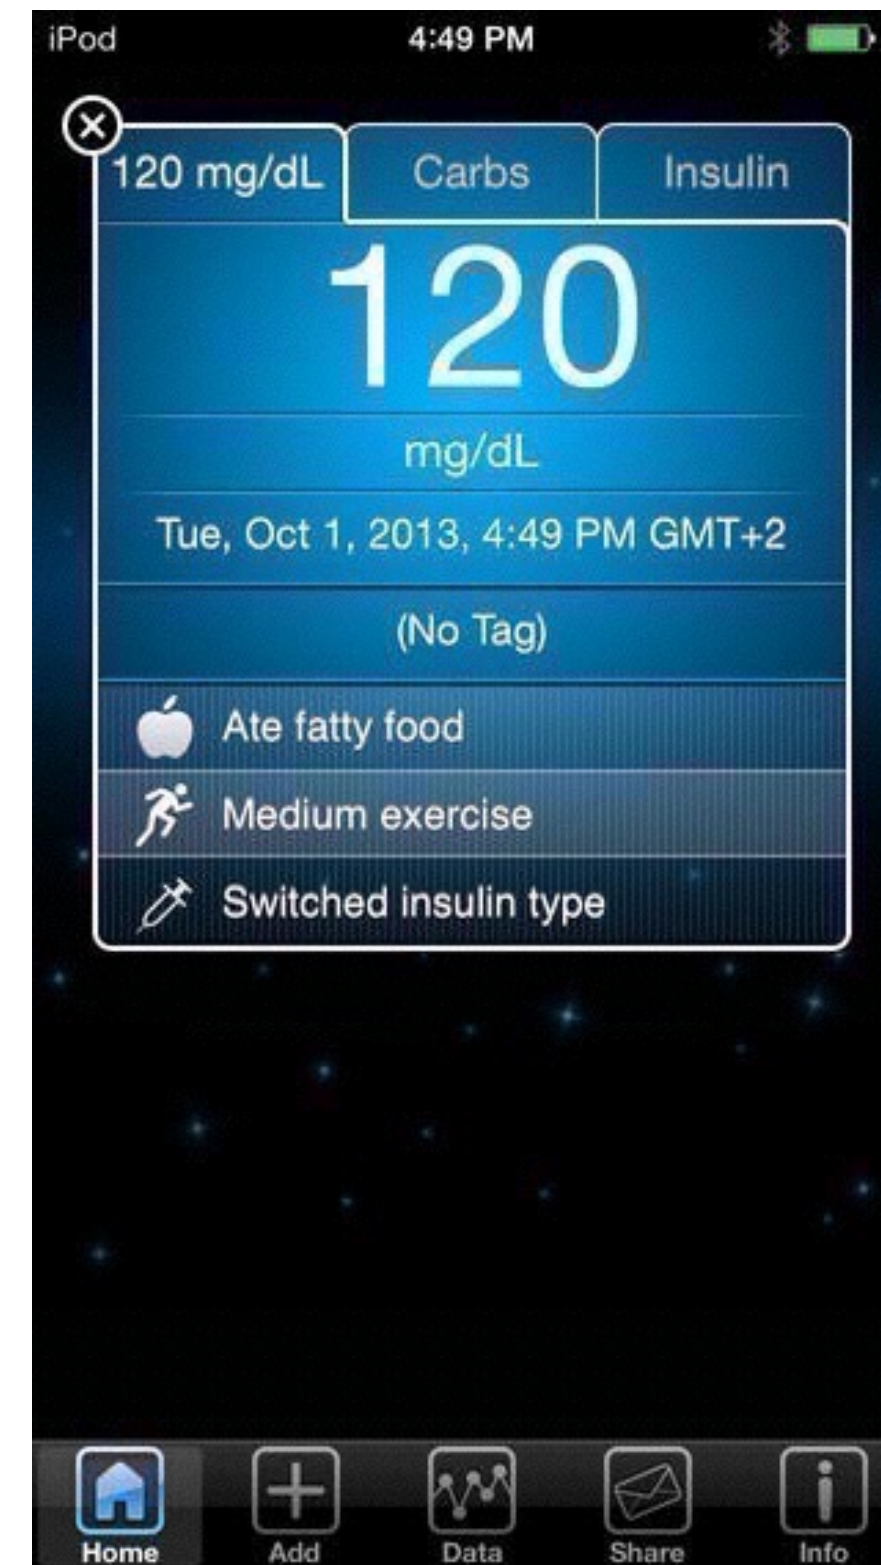 iPod 4:49 PM
120 mg/dL Carbs Insulin
120
mg/dL
Tue, Oct 1, 2013, 4:49 PM GMT+2
(No Tag)
Ate fatty food
Medium exercise
Switched insulin type
Home Add Data Share Info